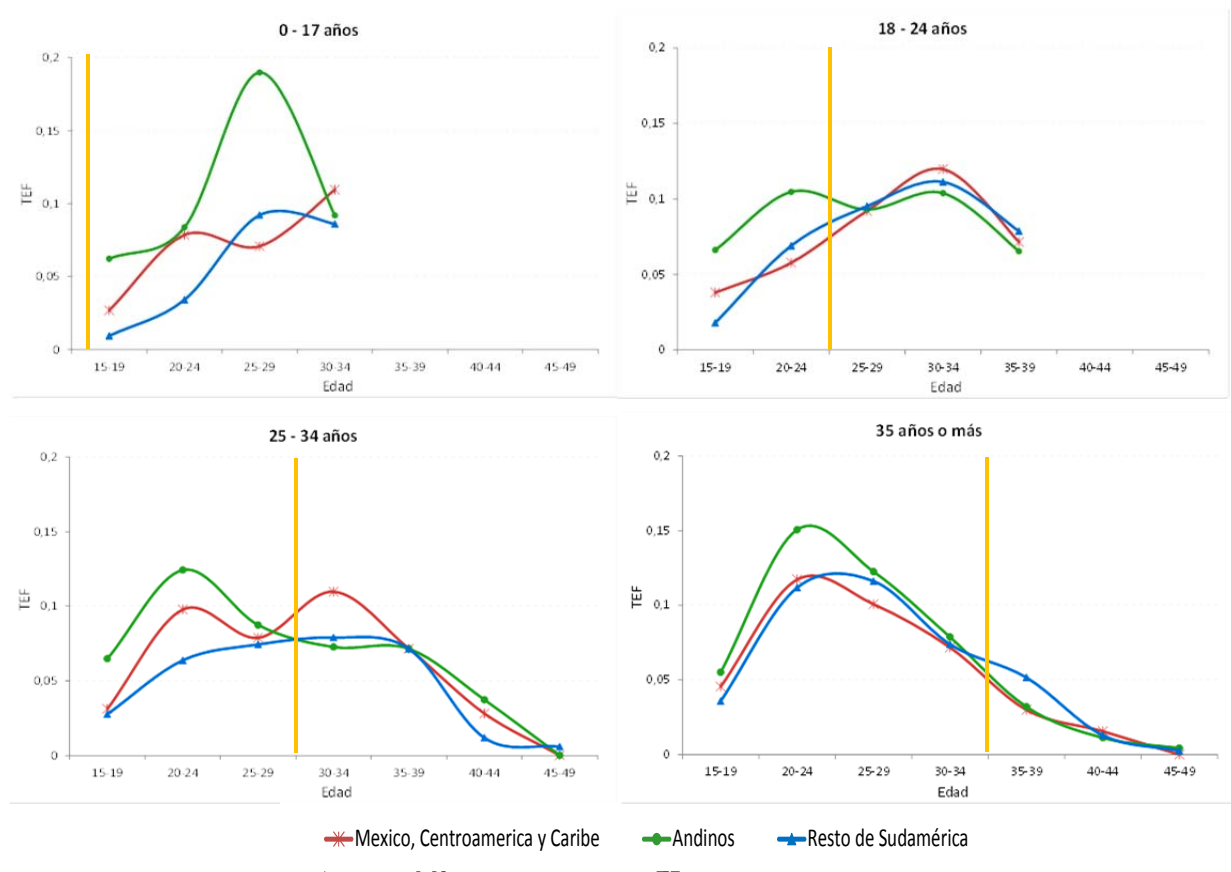 0 - 17 años
0,2
0,15
0,1
0,05
0
TEF
15-19 20-24 25-29 30-34 35-39 40-44 45-49
Edad
18 - 24 años
0,2
0,15
0,1
0,05
0
TEF
15-19 20-24 25-29 30-34 35-39 40-44 45-49
Edad
25 - 34 años
0,2
0,15
0,1
0,05
0
TEF
15-19 20-24 25-29 30-34 35-39 40-44 45-49
Edad
35 años o más
0,2
0,15
0,1
0,05
0
TEF
15-19 20-24 25-29 30-34 35-39 40-44 45-49
Edad
Mexico, Centroamerica y Caribe Andinos Resto de Sudamérica